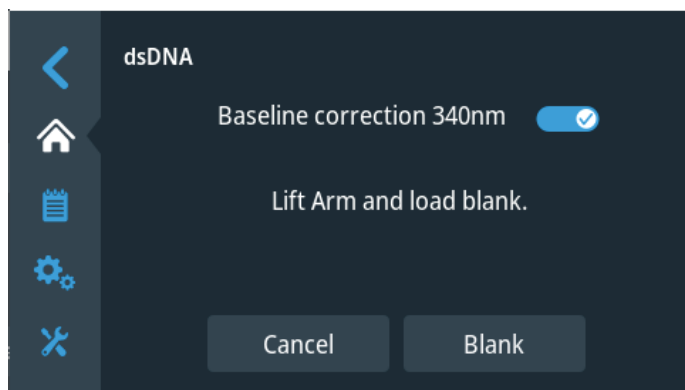 dsDNA
Baseline correction 340nm
Lift Arm and load blank.
Cancel
Blank